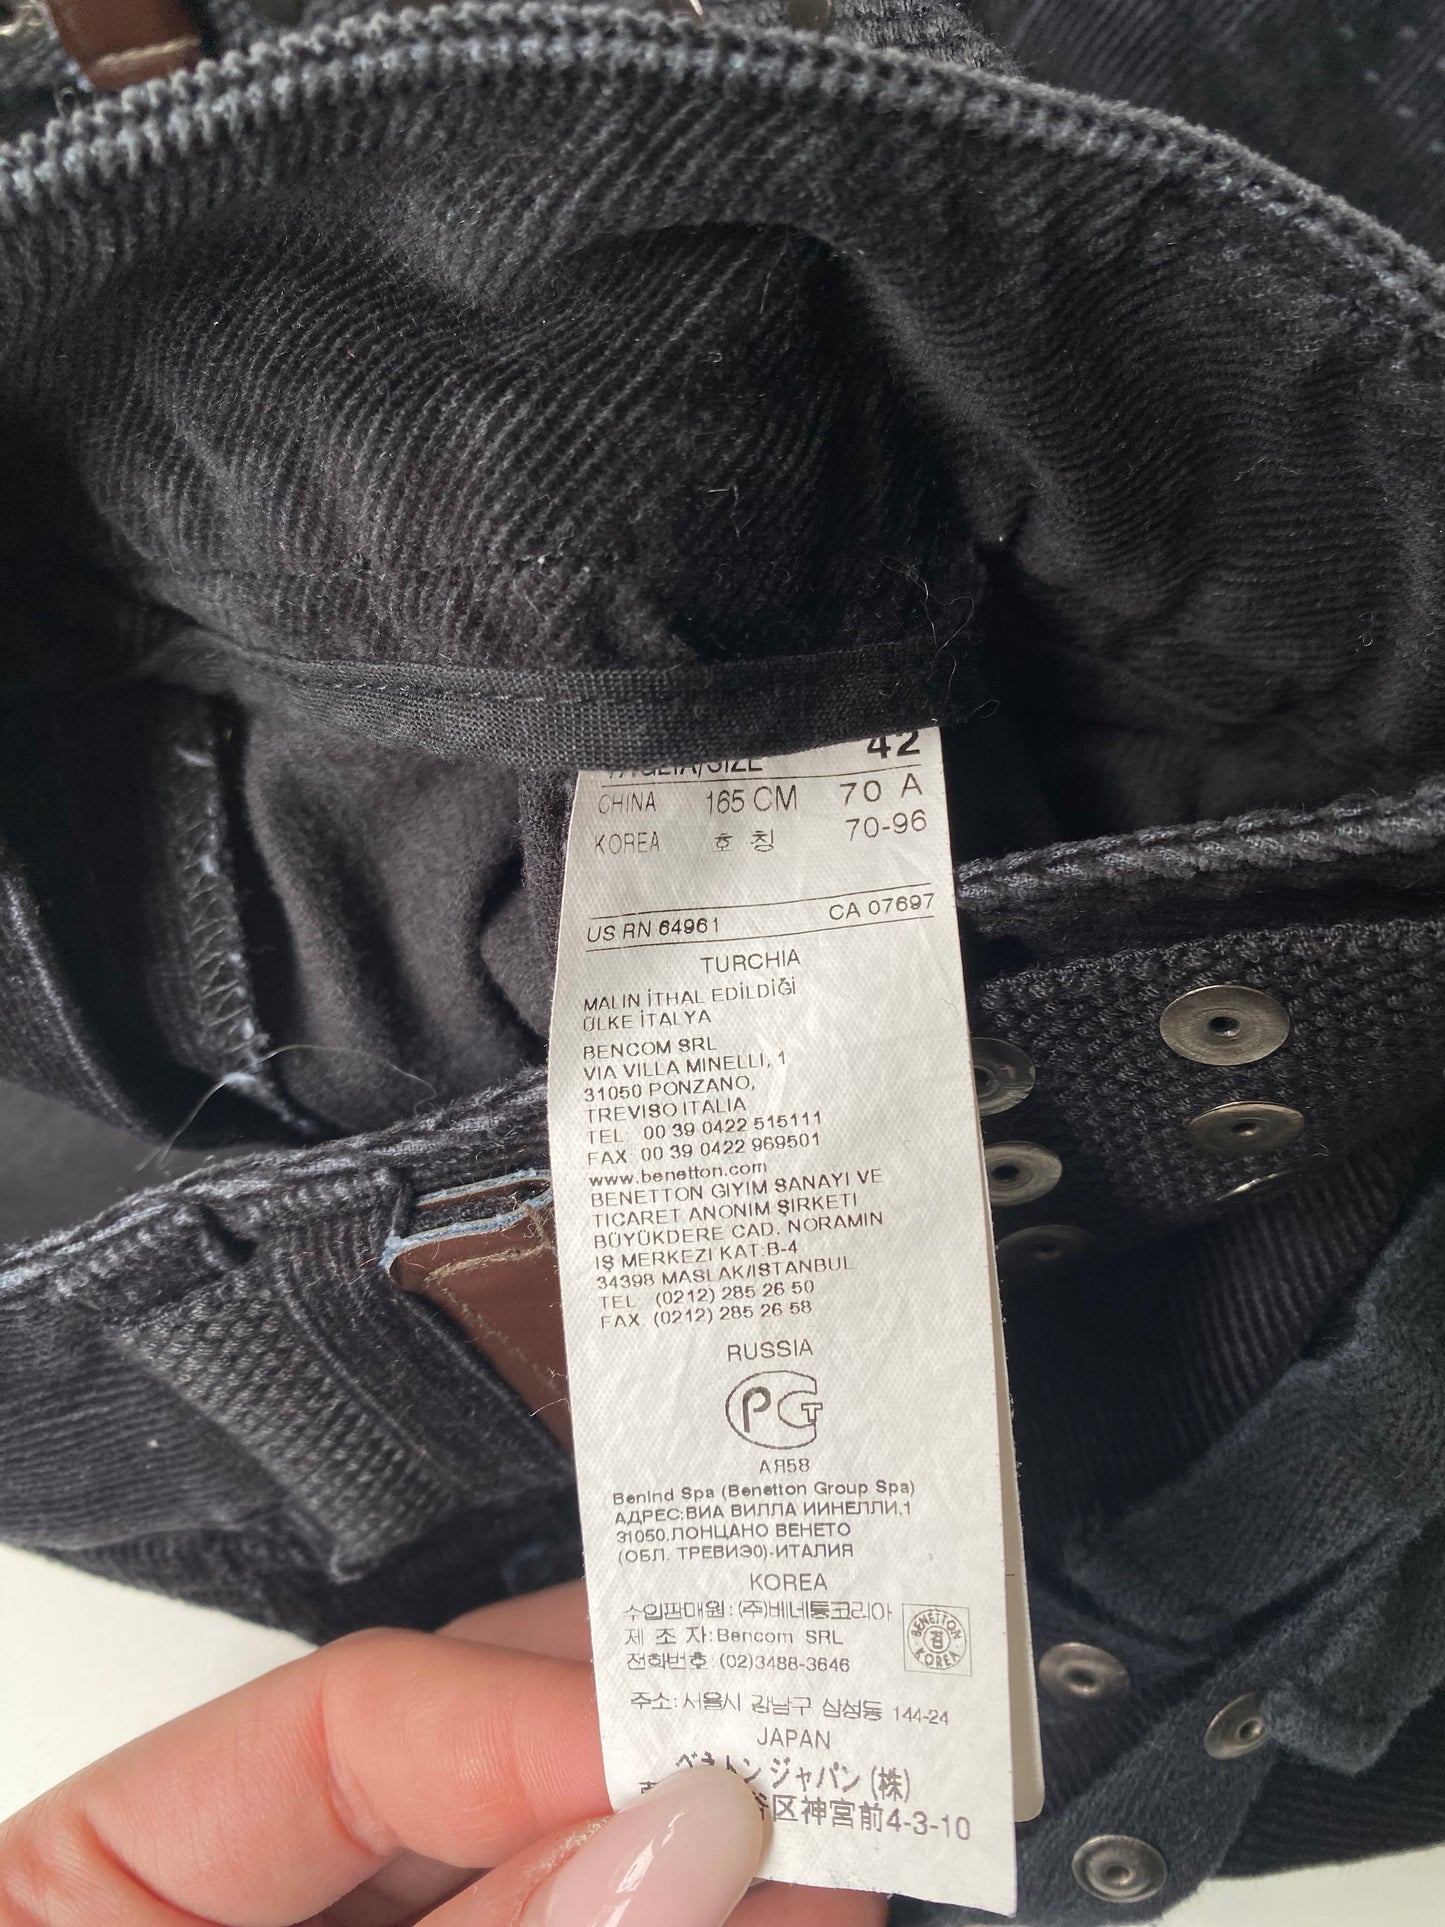 TAGLIA/SIZE 42
CHINA 165 CM 70 A
KOREA 호 칭 70-96
US RN 64961 CA 07697
TURCHIA
MALIN İTHAL EDİLDİĞİ
ÜLKE İTALYA
BENCOM SRL
VIA VILLA MINELLI, 1
31050 PONZANO,
TREVISO ITALIA
TEL: 00 39 0422 515111
FAX 00 39 0422 969501
www.benetton.com
BENETTON GIYIM SANAYI VE
TICARET ANONIM ŞIRKETI
BÜYÜKDERE CAD. NORAMIN
IŞ MERKEZI KAT:B-4
34398 MASLAK/ISTANBUL
TEL (0212) 285 26 50
FAX: (0212) 285 26 58
RUSSIA
PCT
АЯ58
Benind Spa (Benetton Group Spa)
АДРЕС:ВИА ВИЛЛА ИИНЕЛЛИ,1
31050.ЛОНЦАНО ВЕНЕТО
(ОБЛ. ТРЕВИЭО)-ИТАЛИЯ
KOREA
수입판매원:(주)베네통코리아
제 조 자:Bencom SRL
전화번호:(02)3488-3646
BENETTON 검 KOREA
주소:서울시 강남구 삼성동 144-24
JAPAN
ベネトンジャパン(株)
谷区神宮前4-3-10